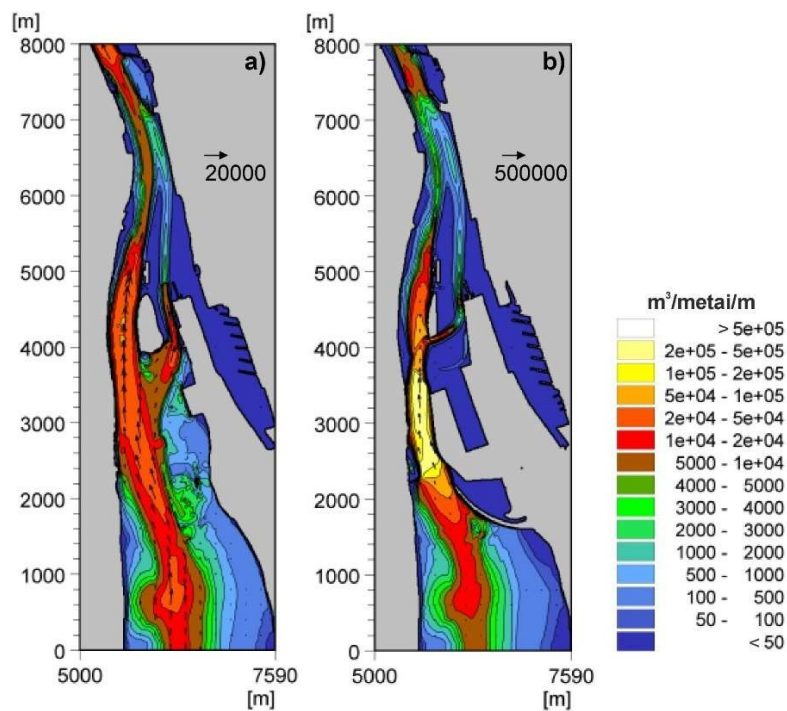 [m]
[m]
8000
7000
6000
5000
4000
3000
2000
1000
0
a)
20000
5000
7590
[m]
8000
7000
6000
5000
4000
3000
2000
1000
0
b)
500000
5000
7590
[m]
m³/metai/m
> 5e+05
2e+05 - 5e+05
1e+05 - 2e+05
5e+04 - 1e+05
2e+04 - 5e+04
1e+04 - 2e+04
5000 - 1e+04
4000 - 5000
3000 - 4000
2000 - 3000
1000 - 2000
500 - 1000
100 - 500
50 - 100
< 50